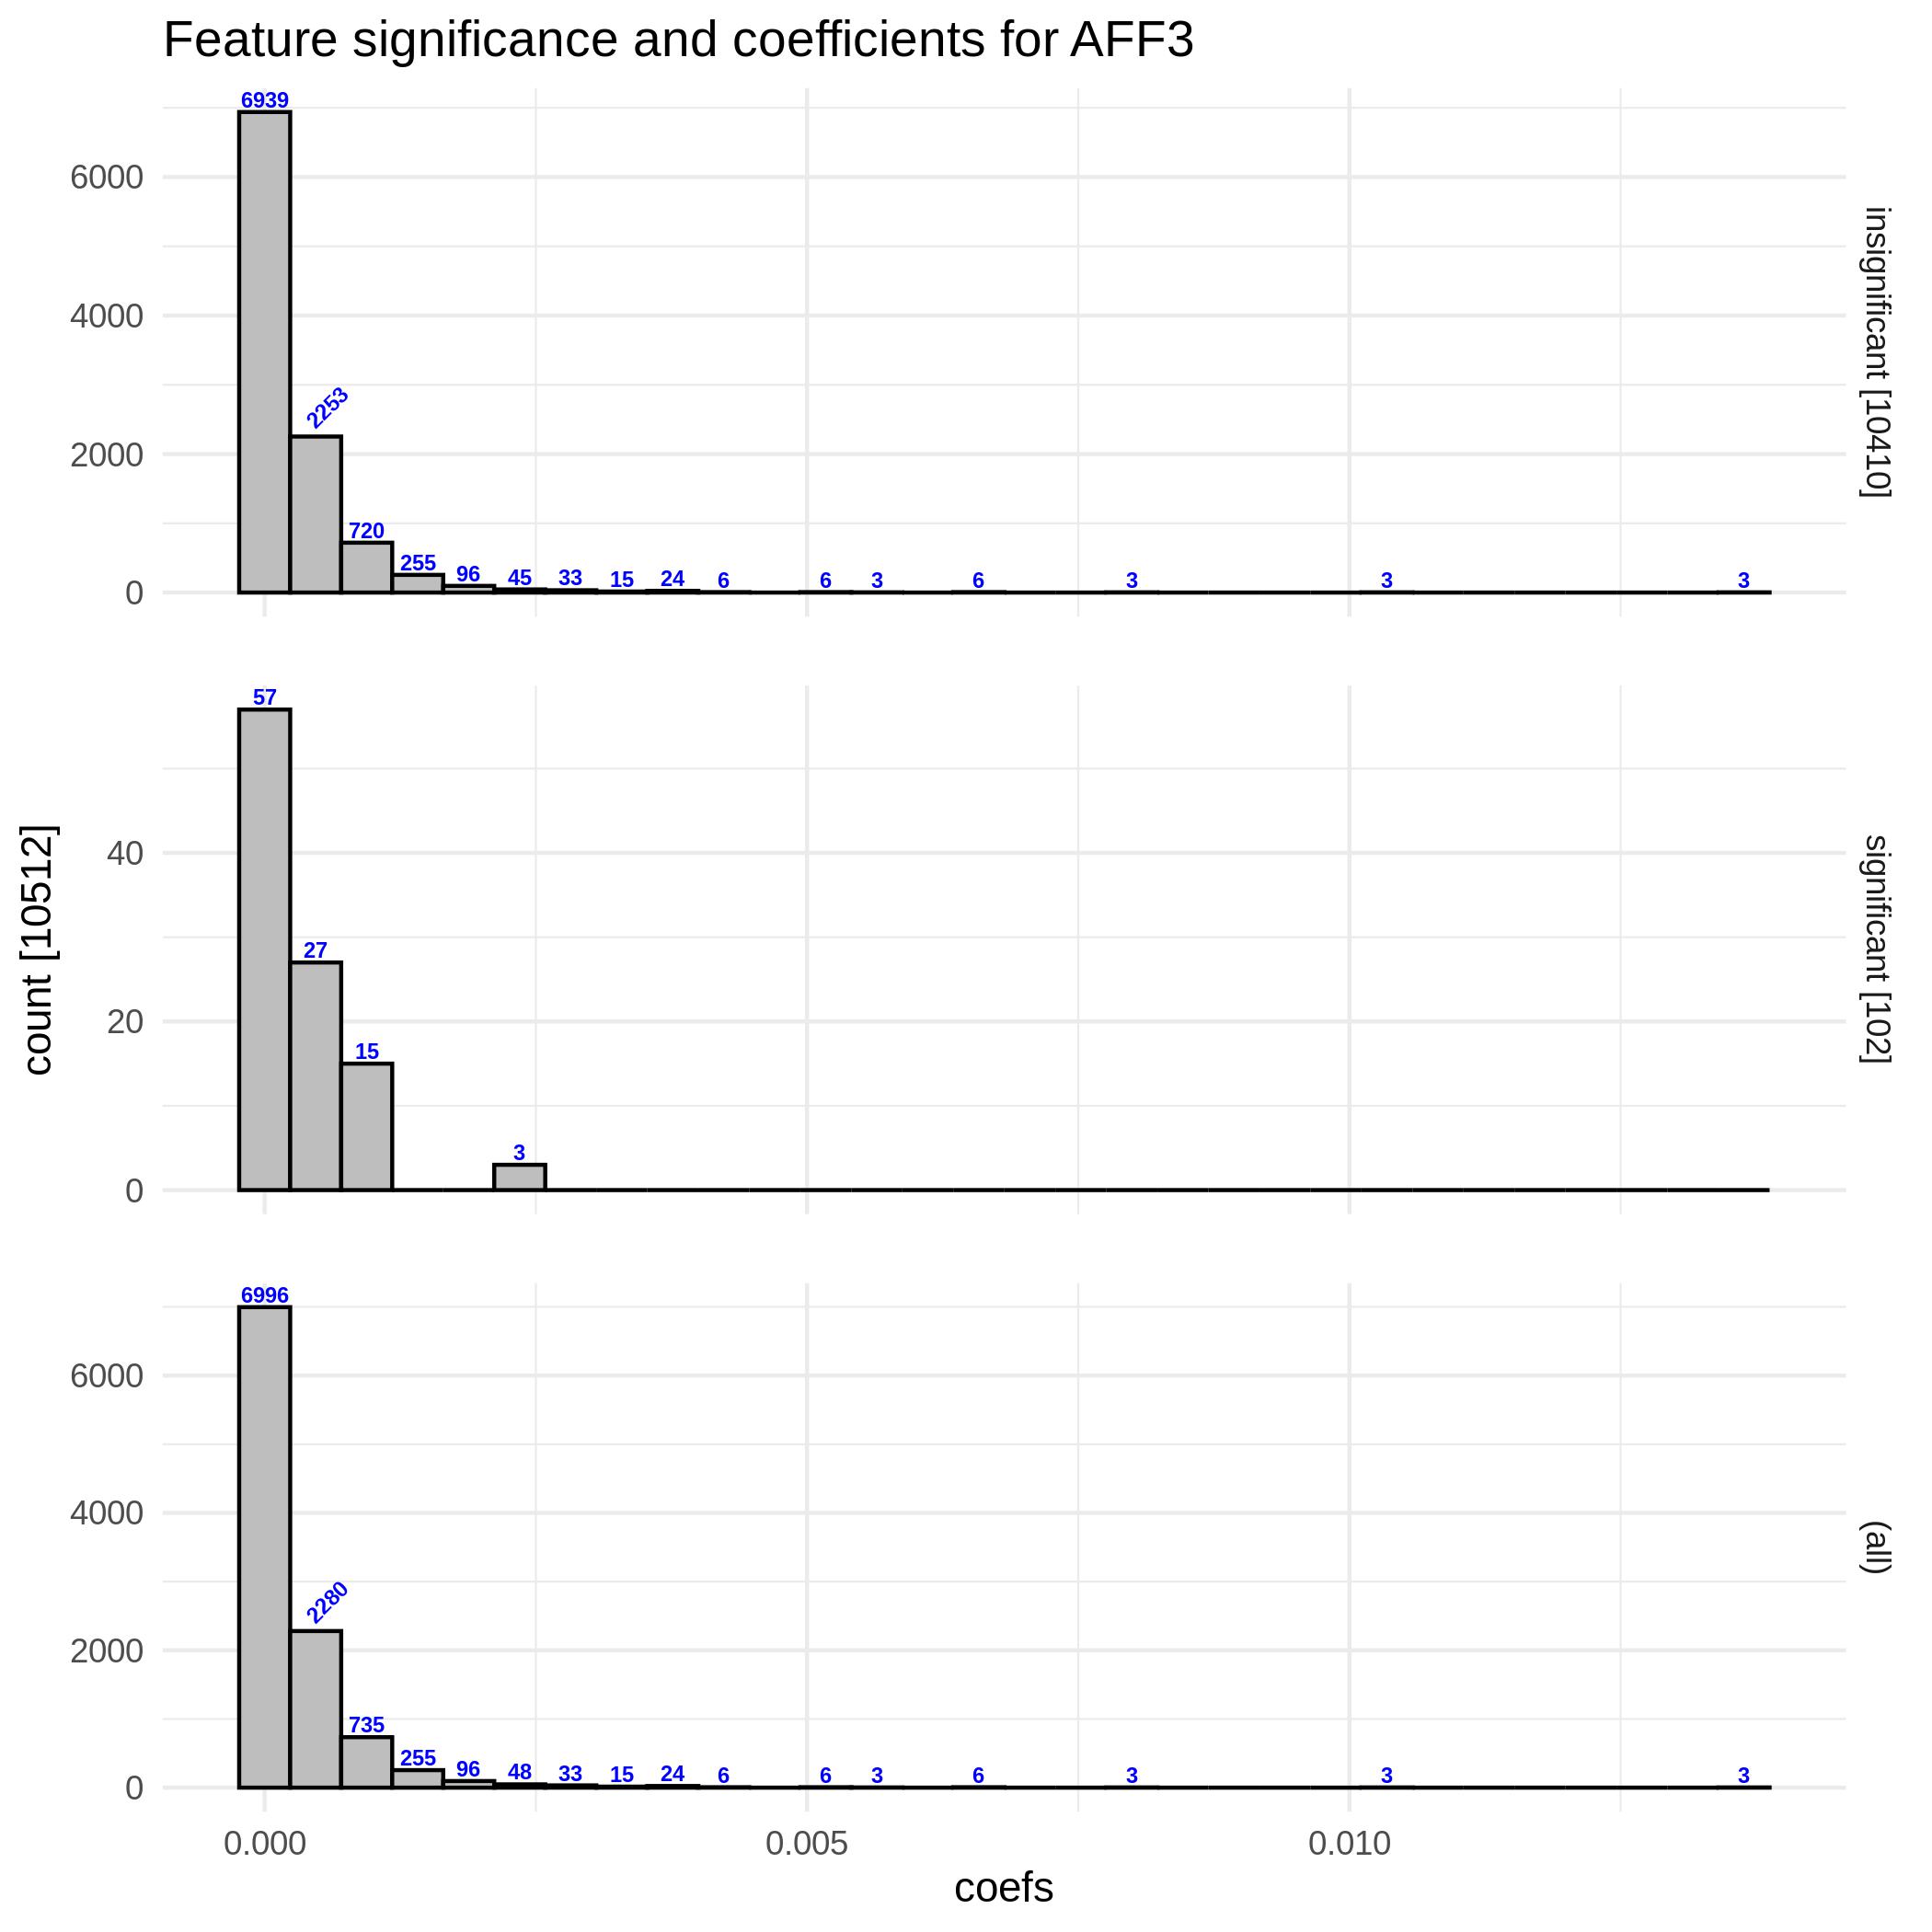 Feature significance and coefficients for AFF3
6939
6000
4000
2253
2000
720
255 96 45 33 15 24 6 6 3 6 3 3 3
0
insignificant [10410]
57
40
27
20
15
3
0
significant [102]
count [10512]
6996
6000
4000
2280
2000
735
255 96 48 33 15 24 6 6 3 6 3 3 3
0
(all)
0.000 0.005 0.010
coefs